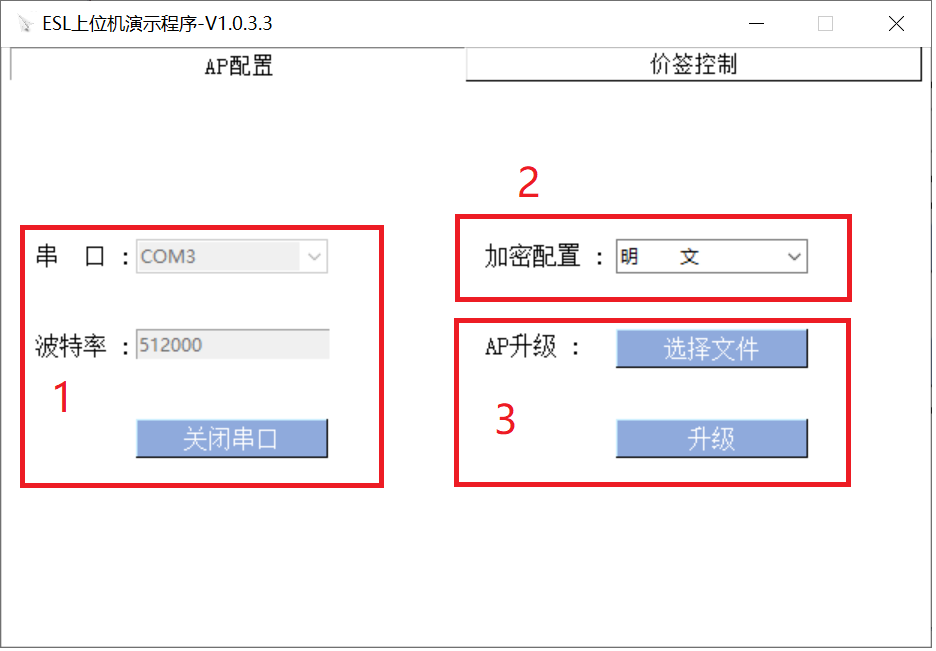 ESL上位机演示程序-V1.0.3.3
AP配置
价签控制
2
串 口 : COM3
加密配置 : 明 文
波特率 : 512000
AP升级 : 选择文件
1
3
关闭串口
升级